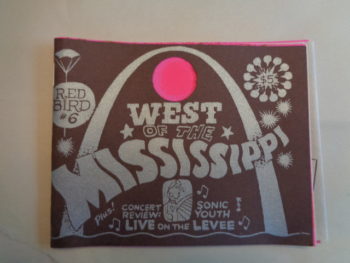 RED
BIRD
#6
$5
WEST
OF THE
MISSISSIPPI
Plus!
CONCERT
REVIEW:
SONIC
YOUTH
LIVE ON THE LEVEE!